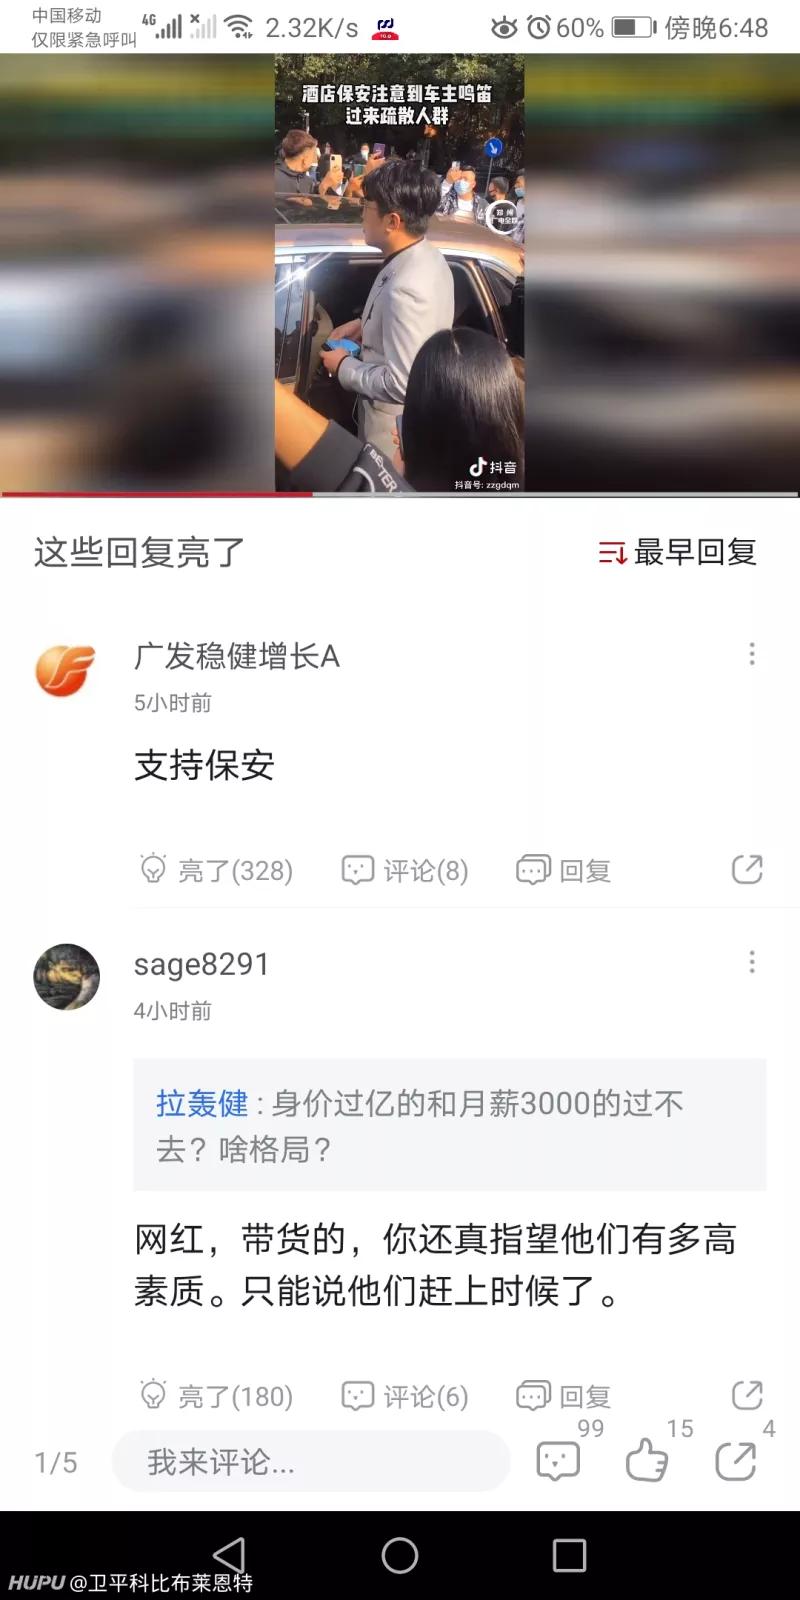 中国移动
仅限紧急呼叫
4G
2.32K/s
60%
傍晚6:48
酒店保安注意到车主鸣笛
过来疏散人群
抖音
抖音号: zzgdqm
这些回复亮了
最早回复
广发稳健增长A
5小时前
支持保安
亮了(328) 评论(8) 回复
sage8291
4小时前
拉轰健 : 身价过亿的和月薪3000的过不
去？啥格局？
网红，带货的，你还真指望他们有多高
素质。只能说他们赶上时候了。
亮了(180) 评论(6) 回复
1/5
我来评论...
99
15
4
HUPU @卫平科比布莱恩特